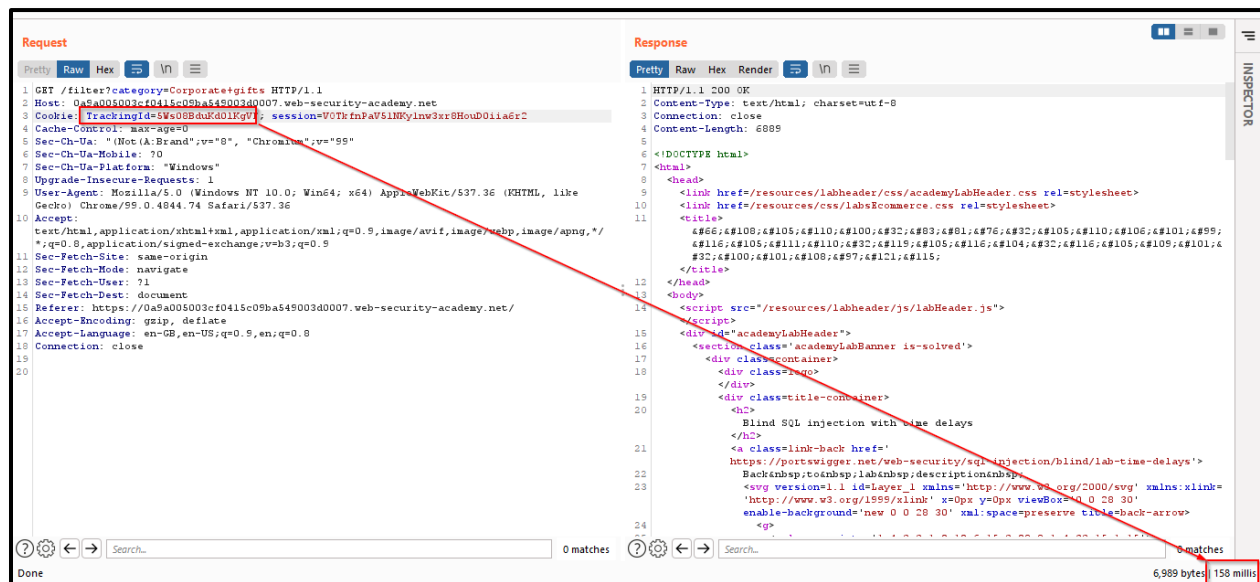 Request
Pretty Raw Hex \n
1 GET /filter?category=Corporate+gifts HTTP/1.1
2 Host: 0a9a005003cf0415c09ba549003d0007.web-security-academy.net
3 Cookie: TrackingId=5Ws08BduKdOlKgV; session=V0TkfnPaV5lNKylnw3xr8HouD0iia6r2
4 Cache-Control: max-age=0
5 Sec-Ch-Ua: "(Not(A:Brand";v="8", "Chromium";v="99"
6 Sec-Ch-Ua-Mobile: ?0
7 Sec-Ch-Ua-Platform: "Windows"
8 Upgrade-Insecure-Requests: 1
9 User-Agent: Mozilla/5.0 (Windows NT 10.0; Win64; x64) AppleWebKit/537.36 (KHTML, like
Gecko) Chrome/99.0.4844.74 Safari/537.36
10 Accept:
text/html,application/xhtml+xml,application/xml;q=0.9,image/avif,image/webp,image/apng,*/
*;q=0.8,application/signed-exchange;v=b3;q=0.9
11 Sec-Fetch-Site: same-origin
12 Sec-Fetch-Mode: navigate
13 Sec-Fetch-User: ?1
14 Sec-Fetch-Dest: document
15 Referer: https://0a9a005003cf0415c09ba549003d0007.web-security-academy.net/
16 Accept-Encoding: gzip, deflate
17 Accept-Language: en-GB,en-US;q=0.9,en;q=0.8
18 Connection: close
19
20
Search...
0 matches
Done
Response
Pretty Raw Hex Render \n
1 HTTP/1.1 200 OK
2 Content-Type: text/html; charset=utf-8
3 Connection: close
4 Content-Length: 6889
5
6 <!DOCTYPE html>
7 <html>
8 <head>
9 <link href=/resources/labheader/css/academyLabHeader.css rel=stylesheet>
10 <link href=/resources/css/labsEcommerce.css rel=stylesheet>
11 <title>
&#66;&#108;&#105;&#110;&#100;&#32;&#83;&#81;&#76;&#32;&#105;&#110;&#106;&#101;&#99;
&#116;&#105;&#111;&#110;&#32;&#119;&#105;&#116;&#104;&#32;&#116;&#105;&#109;&#101;&
#32;&#100;&#101;&#108;&#97;&#121;&#115;
</title>
12 </head>
13 <body>
14 <script src="/resources/labheader/js/labHeader.js">
</script>
15 <div id="academyLabHeader">
16 <section class='academyLabBanner is-solved'>
17 <div class=container>
18 <div class=logo>
</div>
19 <div class=title-container>
20 <h2>
Blind SQL injection with time delays
</h2>
21 <a class=link-back href='
https://portswigger.net/web-security/sql-injection/blind/lab-time-delays'>
22 Back&nbsp;to&nbsp;lab&nbsp;description&nbsp;
23 <svg version=1.1 id=Layer_1 xmlns='http://www.w3.org/2000/svg' xmlns:xlink=
'http://www.w3.org/1999/xlink' x=0px y=0px viewBox='0 0 28 30'
enable-background='new 0 0 28 30' xml:space=preserve title=back-arrow>
24 <g>
Search...
0 matches
6,989 bytes | 158 millis
INSPECTOR